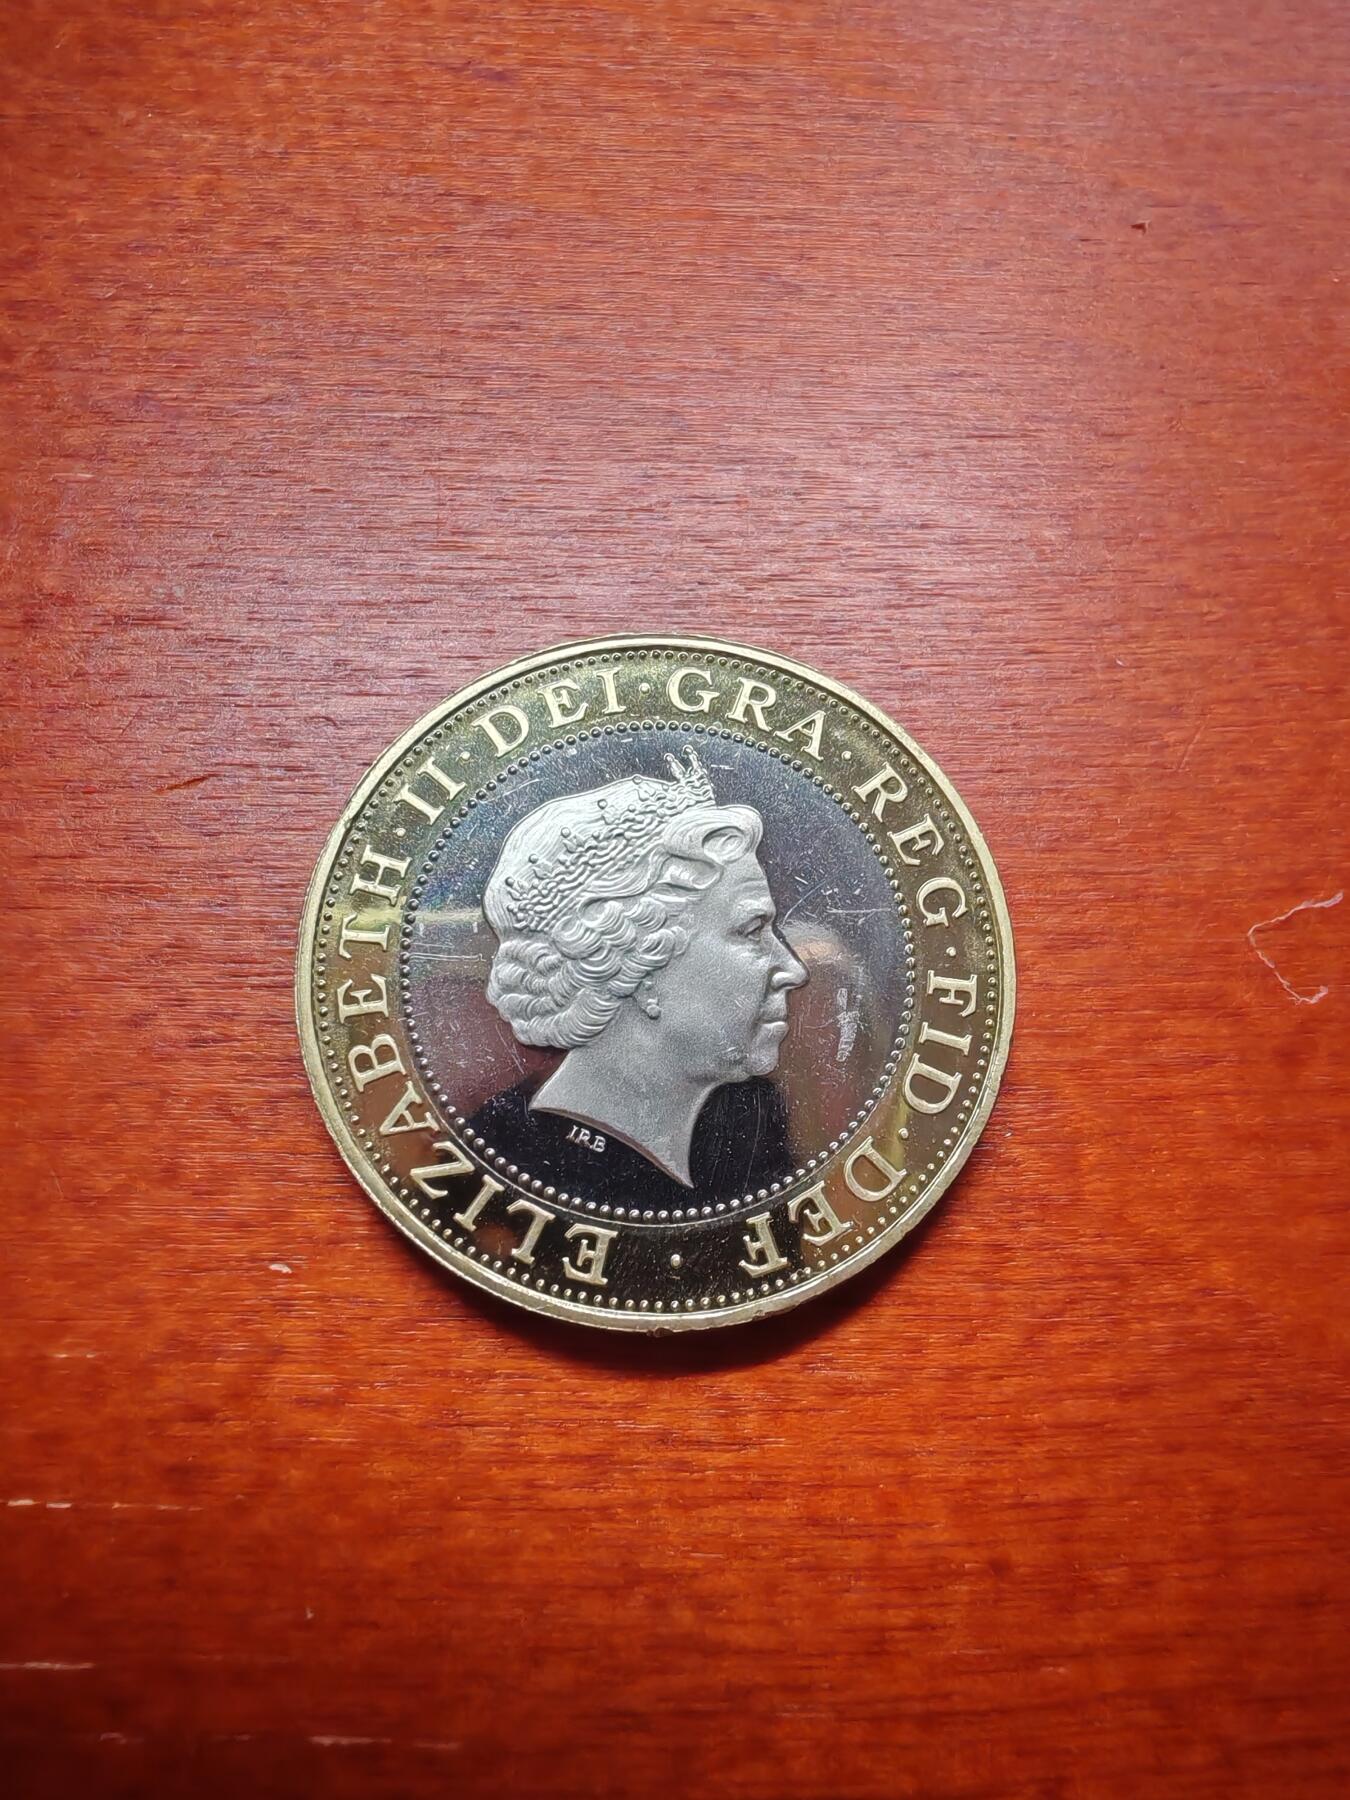 ELIZABETH · II · DEI · GRA · REG · FID · DEF ·
IRB